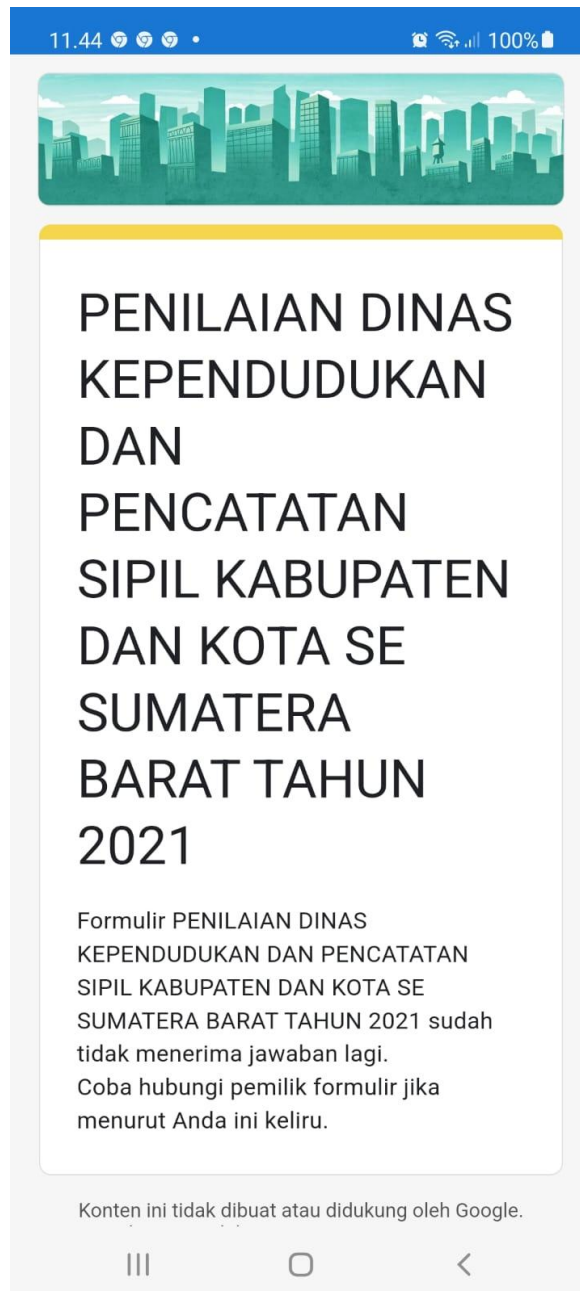 11.44
100%
PENILAIAN DINAS
KEPENDUDUKAN
DAN
PENCATATAN
SIPIL KABUPATEN
DAN KOTA SE
SUMATERA
BARAT TAHUN
2021
Formulir PENILAIAN DINAS
KEPENDUDUKAN DAN PENCATATAN
SIPIL KABUPATEN DAN KOTA SE
SUMATERA BARAT TAHUN 2021 sudah
tidak menerima jawaban lagi.
Coba hubungi pemilik formulir jika
menurut Anda ini keliru.
Konten ini tidak dibuat atau didukung oleh Google.